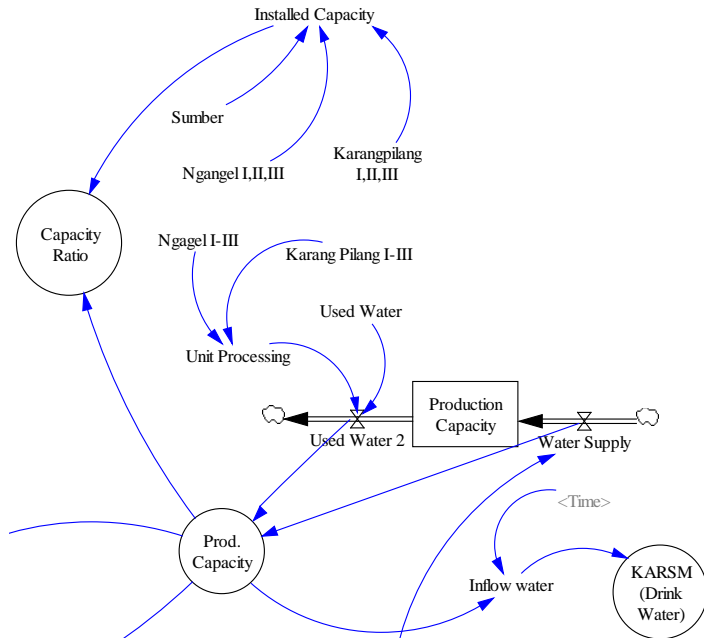 Installed Capacity
Sumber
Ngangel I,II,III
Karangpilang
I,II,III
Capacity
Ratio
Ngagel I-III
Karang Pilang I-III
Used Water
Unit Processing
Production
Capacity
Used Water 2
Water Supply
<Time>
Prod.
Capacity
Inflow water
KARSM
(Drink
Water)